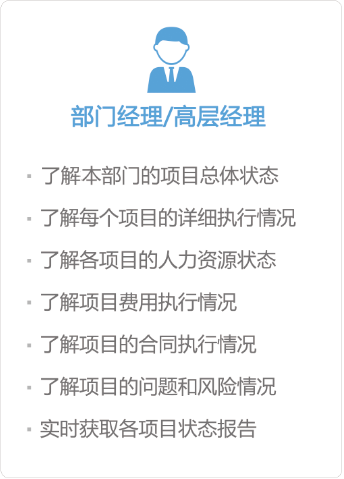 部门经理/高层经理
了解本部门的项目总体状态
了解每个项目的详细执行情况
了解各项目的人力资源状态
了解项目费用执行情况
了解项目的合同执行情况
了解项目的问题和风险情况
实时获取各项目状态报告